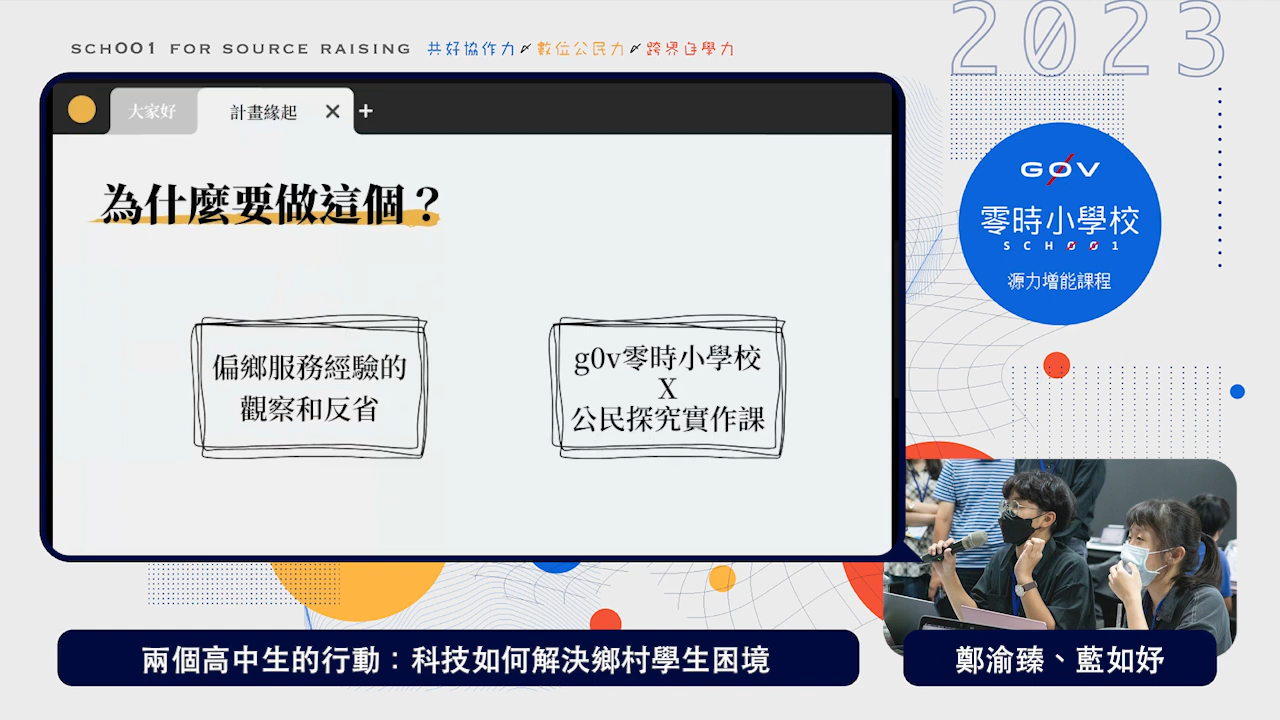 SCH001 FOR SOURCE RAISING 共好協作力 數位公民力 跨界自學力
2023
大家好
計畫緣起
為什麼要做這個？
偏鄉服務經驗的
觀察和反省
g0v零時小學校
X
公民探究實作課
G0V
零時小學校
SCH001
源力增能課程
兩個高中生的行動：科技如何解決鄉村學生困境
鄭渝臻、藍如妤